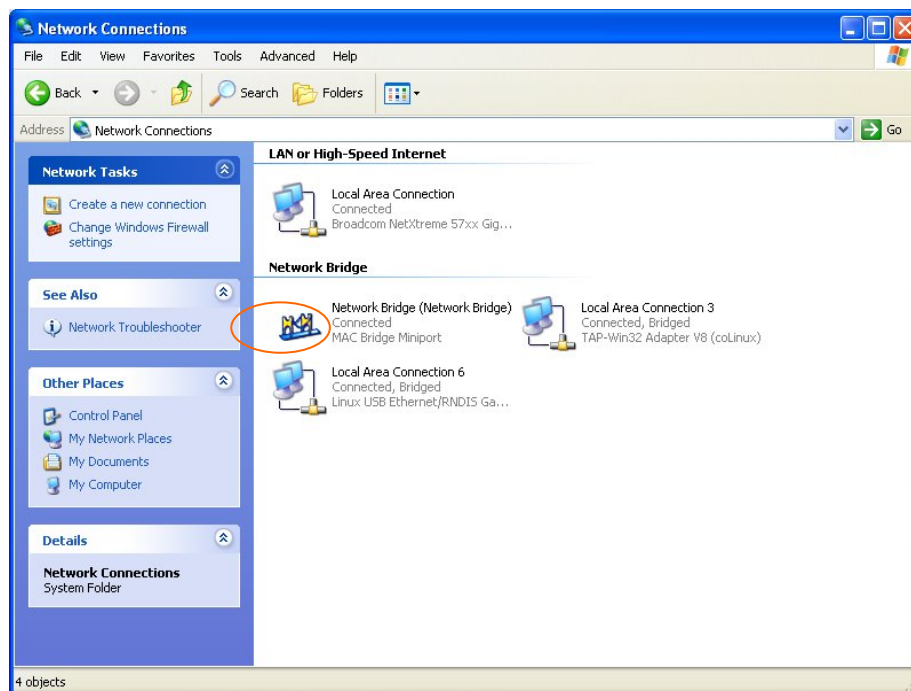 Network Connections
File Edit View Favorites Tools Advanced Help
Back Search Folders
Address Network Connections Go
Network Tasks
Create a new connection
Change Windows Firewall
settings
See Also
Network Troubleshooter
Other Places
Control Panel
My Network Places
My Documents
My Computer
Details
Network Connections
System Folder
LAN or High-Speed Internet
Local Area Connection
Connected
Broadcom NetXtreme 57xx Gig...
Network Bridge
Network Bridge (Network Bridge)
Connected
MAC Bridge Miniport
Local Area Connection 3
Connected, Bridged
TAP-Win32 Adapter V8 (coLinux)
Local Area Connection 6
Connected, Bridged
Linux USB Ethernet/RNDIS Ga...
4 objects